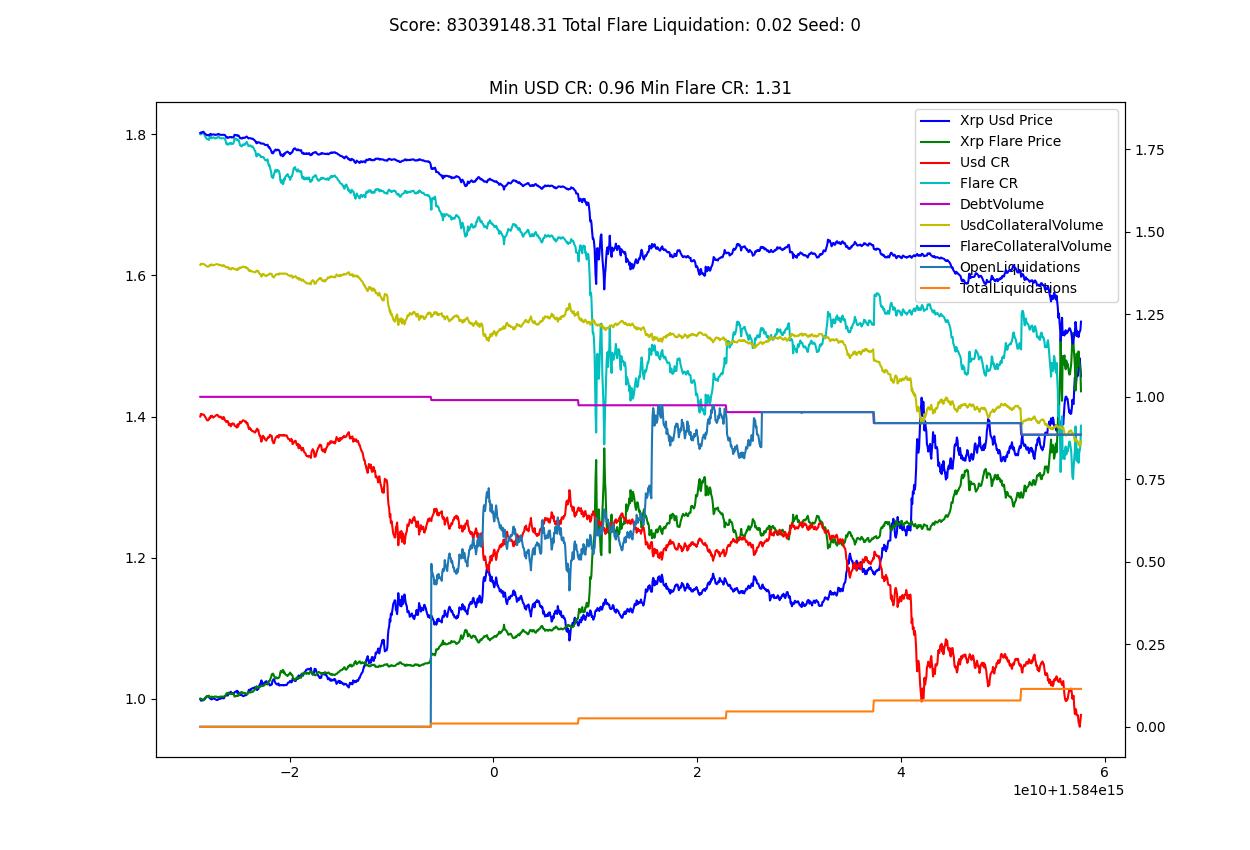 Score: 83039148.31 Total Flare Liquidation: 0.02 Seed: 0
Min USD CR: 0.96 Min Flare CR: 1.31
Xrp Usd Price
Xrp Flare Price
Usd CR
Flare CR
DebtVolume
UsdCollateralVolume
FlareCollateralVolume
OpenLiquidations
TotalLiquidations
1.8
1.6
1.4
1.2
1.0
1.75
1.50
1.25
1.00
0.75
0.50
0.25
0.00
−2 0 2 4 6
1e10+1.584e15